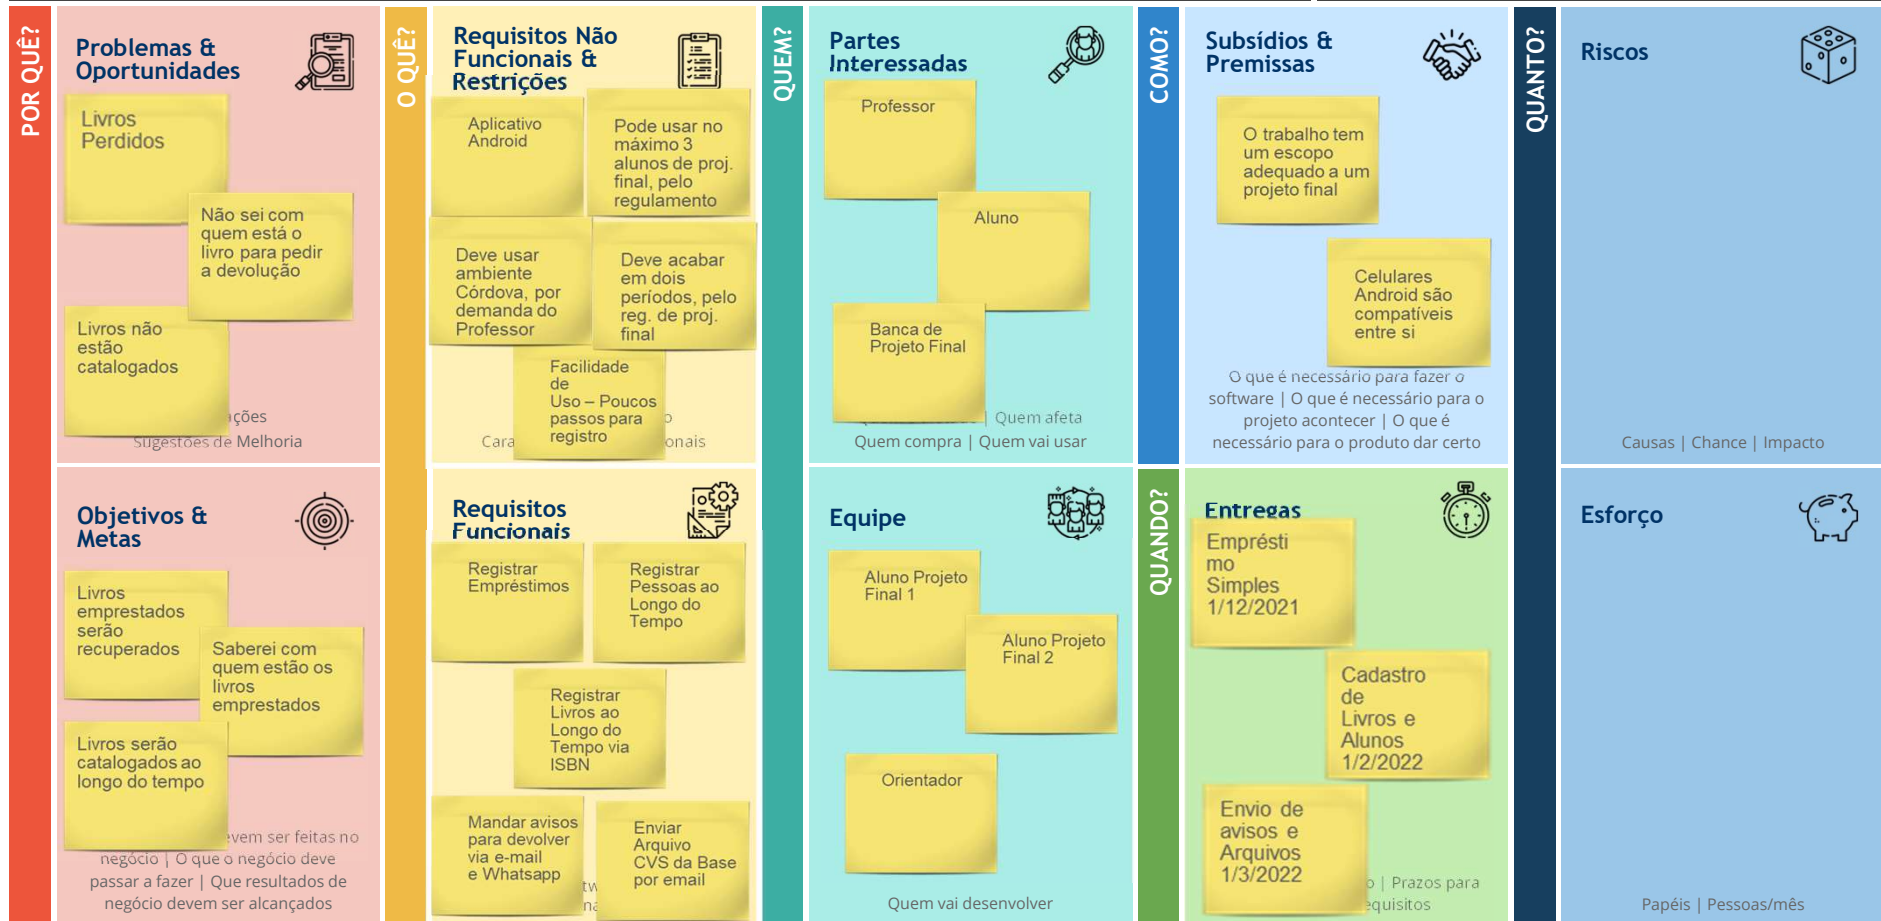 POR QUÊ?
Problemas &
Oportunidades
Livros
Perdidos
Não sei com
quem está o
livro para pedir
a devolução
Livros não
estão
catalogados
ções
Sugestões de Melhoria
Objetivos &
Metas
Livros
emprestados
serão
recuperados
Saberei com
quem estão os
livros
emprestados
Livros serão
catalogados ao
longo do tempo
evem ser feitas no
negócio | O que o negócio deve
passar a fazer | Que resultados de
negócio devem ser alcançados
O QUÊ?
Requisitos Não
Funcionais &
Restrições
Aplicativo
Android
Pode usar no
máximo 3
alunos de proj.
final, pelo
regulamento
Deve usar
ambiente
Córdova, por
demanda do
Professor
Deve acabar
em dois
períodos, pelo
reg. de proj.
final
Facilidade
de
Uso – Poucos
passos para
registro
o
Cara
onais
Requisitos
Funcionais
Registrar
Empréstimos
Registrar
Pessoas ao
Longo do
Tempo
Registrar
Livros ao
Longo do
Tempo via
ISBN
Mandar avisos
para devolver
via e-mail
e Whatsapp
Enviar
Arquivo
CVS da Base
por email
QUEM?
Partes
Interessadas
Professor
Aluno
Banca de
Projeto Final
| Quem afeta
Quem compra | Quem vai usar
Equipe
Aluno Projeto
Final 1
Aluno Projeto
Final 2
Orientador
Quem vai desenvolver
COMO?
Subsídios &
Premissas
O trabalho tem
um escopo
adequado a um
projeto final
Celulares
Android são
compatíveis
entre si
O que é necessário para fazer o
software | O que é necessário para o
projeto acontecer | O que é
necessário para o produto dar certo
QUANDO?
Entregas
Emprésti
mo
Simples
1/12/2021
Cadastro
de
Livros e
Alunos
1/2/2022
Envio de
avisos e
Arquivos
1/3/2022
o | Prazos para
equisitos
QUANTO?
Riscos
Causas | Chance | Impacto
Esforço
Papéis | Pessoas/mês